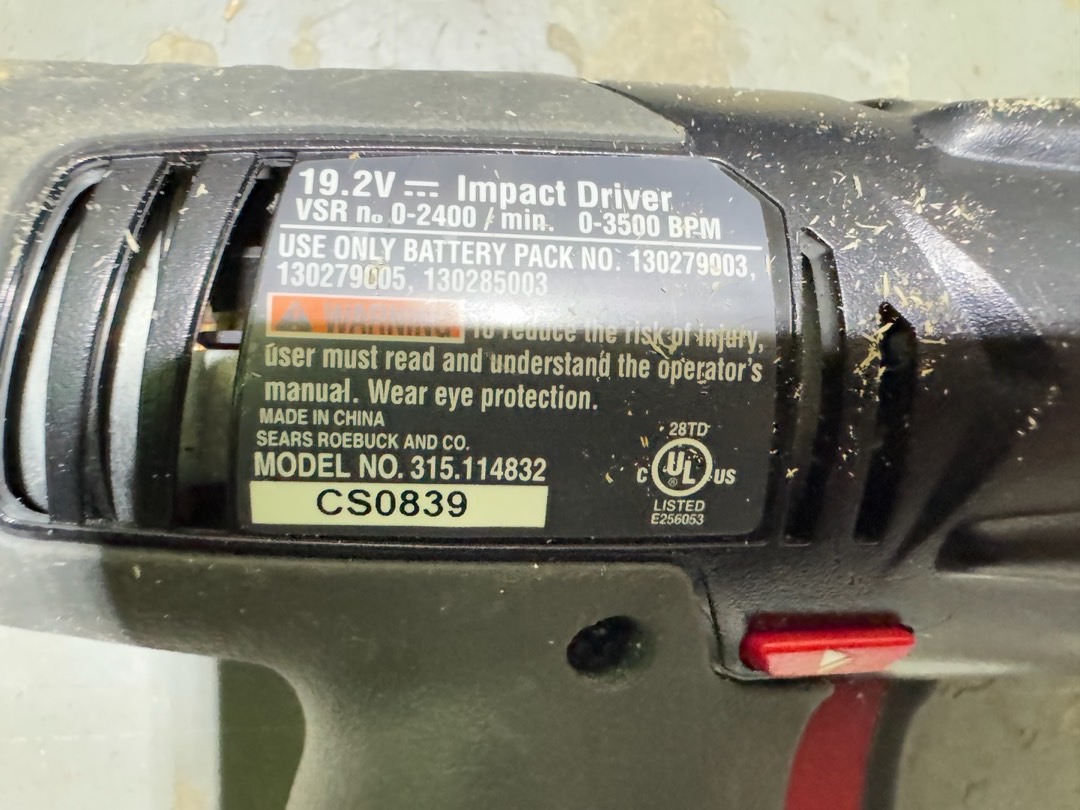 19.2V ⎓ Impact Driver
VSR n₀ 0-2400 / min. 0-3500 BPM
USE ONLY BATTERY PACK NO. 130279003,
130279005, 130285003
WARNING To reduce the risk of injury,
user must read and understand the operator's
manual. Wear eye protection.
MADE IN CHINA
SEARS ROEBUCK AND CO.
MODEL NO. 315.114832
CS0839
28TD
C UL ® US
LISTED
E256053